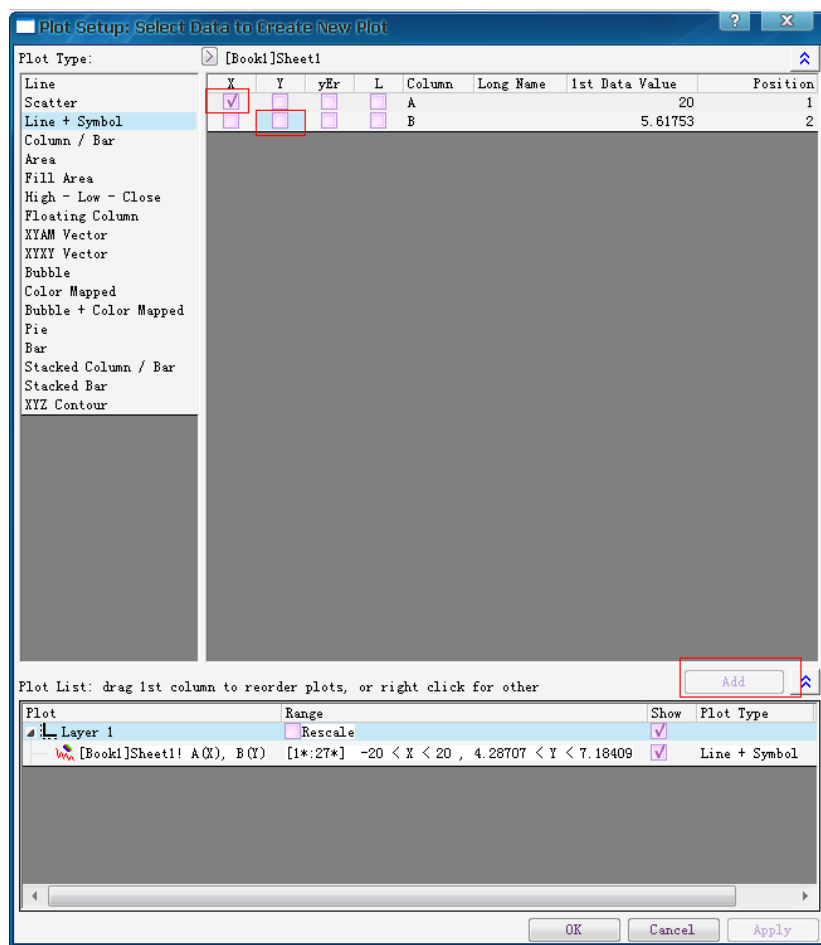 Plot Setup: Select Data to Create New Plot
Plot Type:
[Book1]Sheet1
Line
Scatter
Line + Symbol
Column / Bar
Area
Fill Area
High - Low - Close
Floating Column
XYAM Vector
XYXY Vector
Bubble
Color Mapped
Bubble + Color Mapped
Pie
Bar
Stacked Column / Bar
Stacked Bar
XYZ Contour
X Y yEr L Column Long Name 1st Data Value Position
A 20 1
B 5.61753 2
Plot List: drag 1st column to reorder plots, or right click for other
Add
Plot Range Show Plot Type
Layer 1 Rescale
[Book1]Sheet1! A(X), B(Y) [1*:27*] -20 < X < 20 , 4.28707 < Y < 7.18409 Line + Symbol
OK Cancel Apply